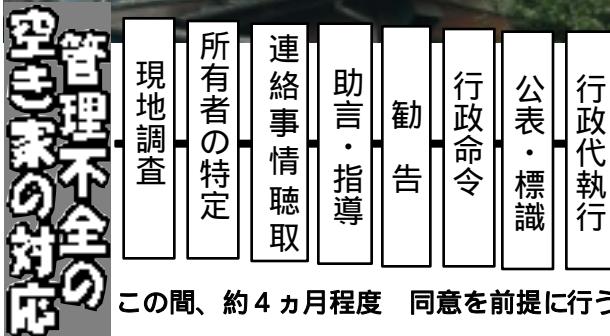 管理不全の
空き家の対応
現地調査
所有者の特定
連絡事情聴取
助言・指導
勧告
行政命令
公表・標識
行政代執行
この間、約4ヵ月程度　同意を前提に行う